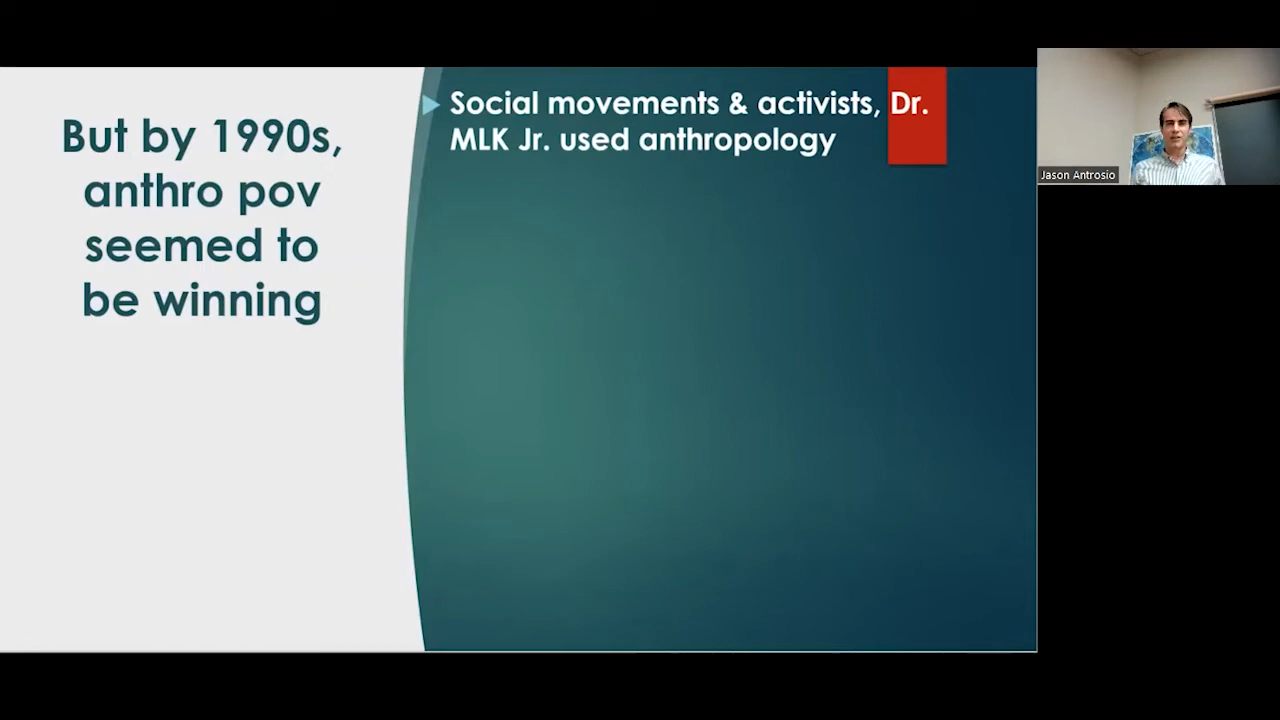 But by 1990s,
anthro pov
seemed to
be winning
Social movements & activists, Dr.
MLK Jr. used anthropology
Jason Antrosio